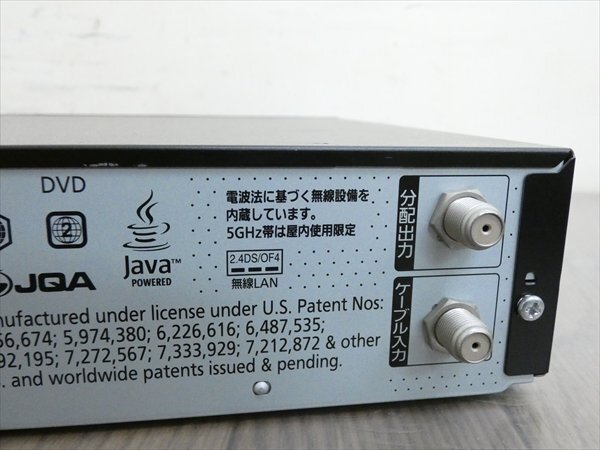 DVD
2
Java™
POWERED
JQA
電波法に基づく無線設備を
内蔵しています。
5GHz帯は屋内使用限定
2.4DS/OF4
無線LAN
分配出力
ケーブル入力
nufactured under license under U.S. Patent Nos:
56,674; 5,974,380; 6,226,616; 6,487,535;
92,195; 7,272,567; 7,333,929; 7,212,872 & other
. and worldwide patents issued & pending.